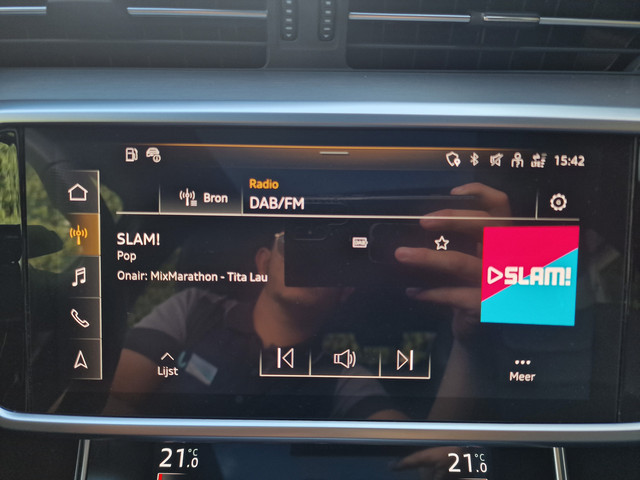 15:42
Bron
Radio
DAB/FM
SLAM!
Pop
Onair: MixMarathon - Tita Lau
SLAM!
Lijst
Meer
21.0 °C
21.0 °C